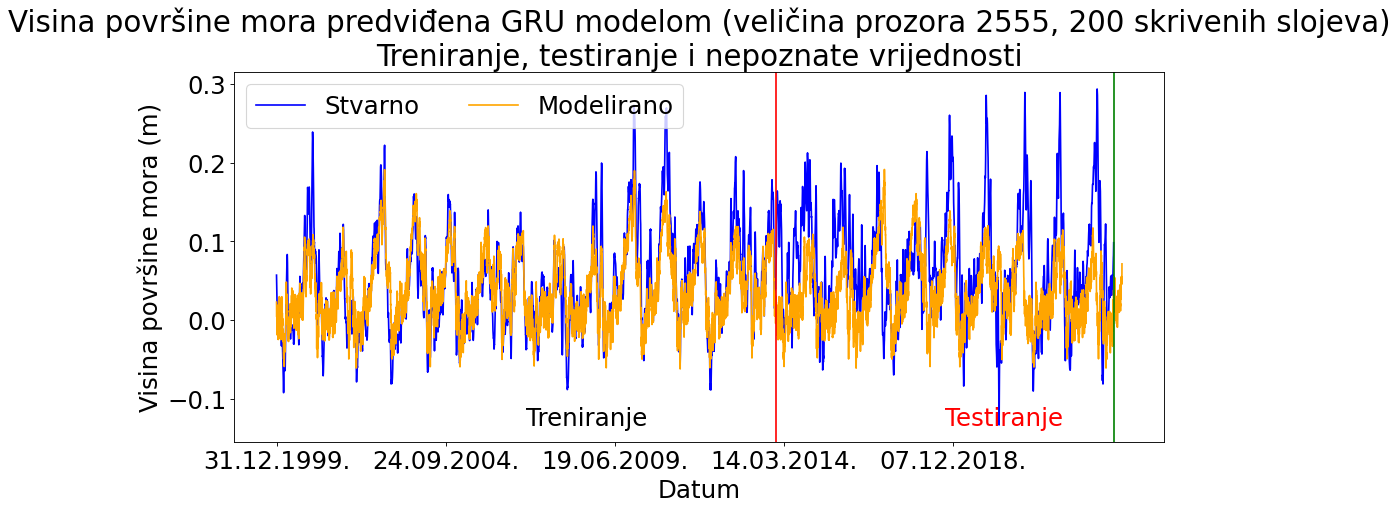 Visina površine mora predviđena GRU modelom (veličina prozora 2555, 200 skrivenih slojeva)
Treniranje, testiranje i nepoznate vrijednosti
Stvarno
Modelirano
Visina površine mora (m)
0.3
0.2
0.1
0.0
−0.1
Treniranje
Testiranje
31.12.1999.
24.09.2004.
19.06.2009.
14.03.2014.
07.12.2018.
Datum